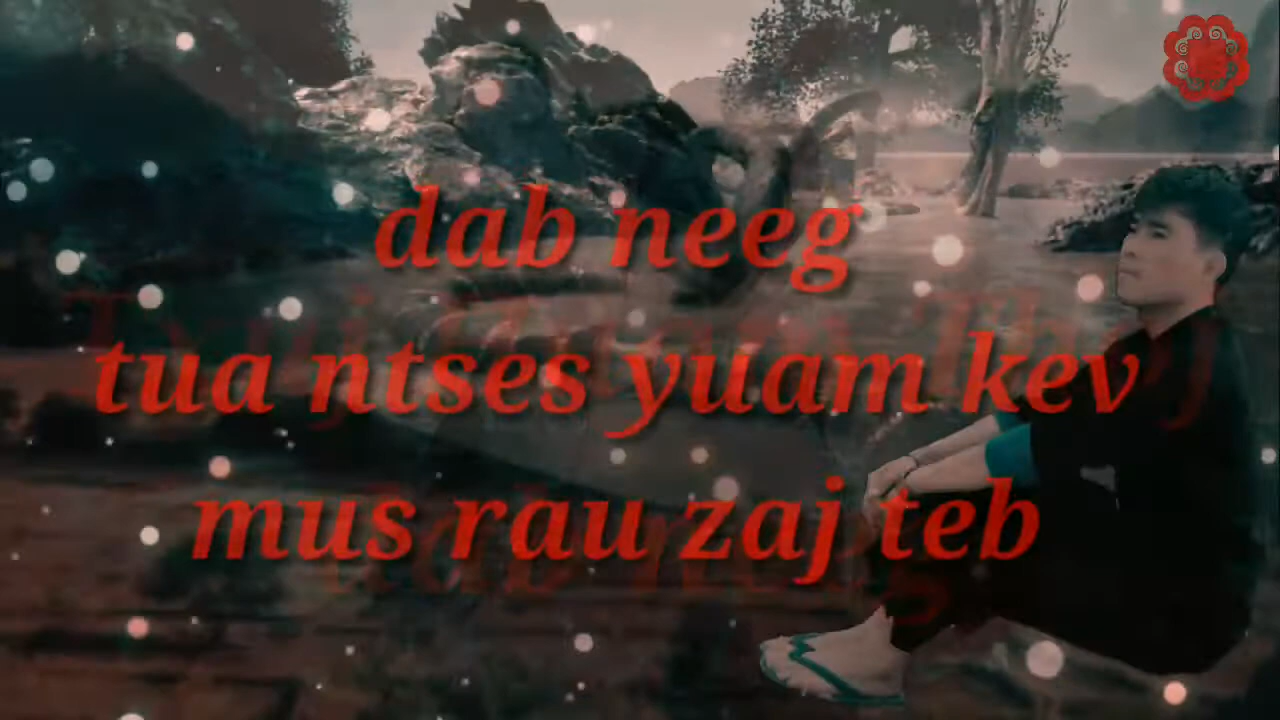 dab neeg
tua ntses yuam kev
mus rau zaj teb